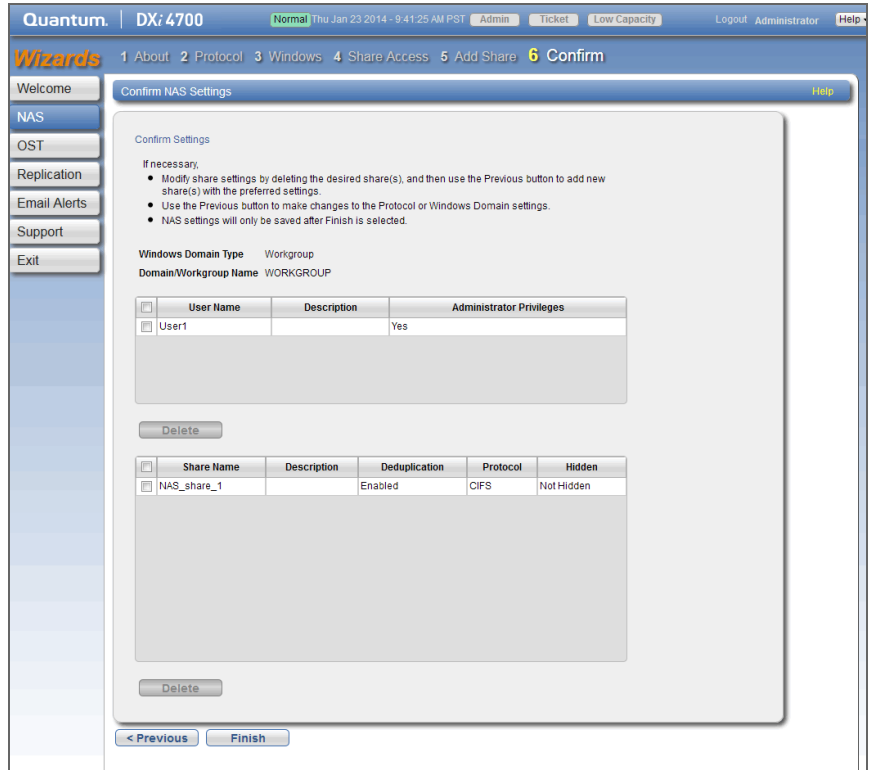 Quantum. DXi 4700 Normal Thu Jan 23 2014 - 9:41:25 AM PST Admin Ticket Low Capacity Logout Administrator Help
Wizards 1 About 2 Protocol 3 Windows 4 Share Access 5 Add Share 6 Confirm
Welcome
NAS
OST
Replication
Email Alerts
Support
Exit
Confirm NAS Settings Help
Confirm Settings
If necessary,
• Modify share settings by deleting the desired share(s), and then use the Previous button to add new
share(s) with the preferred settings.
• Use the Previous button to make changes to the Protocol or Windows Domain settings.
• NAS settings will only be saved after Finish is selected.
Windows Domain Type Workgroup
Domain/Workgroup Name WORKGROUP
User Name Description Administrator Privileges
User1 Yes
Delete
Share Name Description Deduplication Protocol Hidden
NAS_share_1 Enabled CIFS Not Hidden
Delete
< Previous Finish